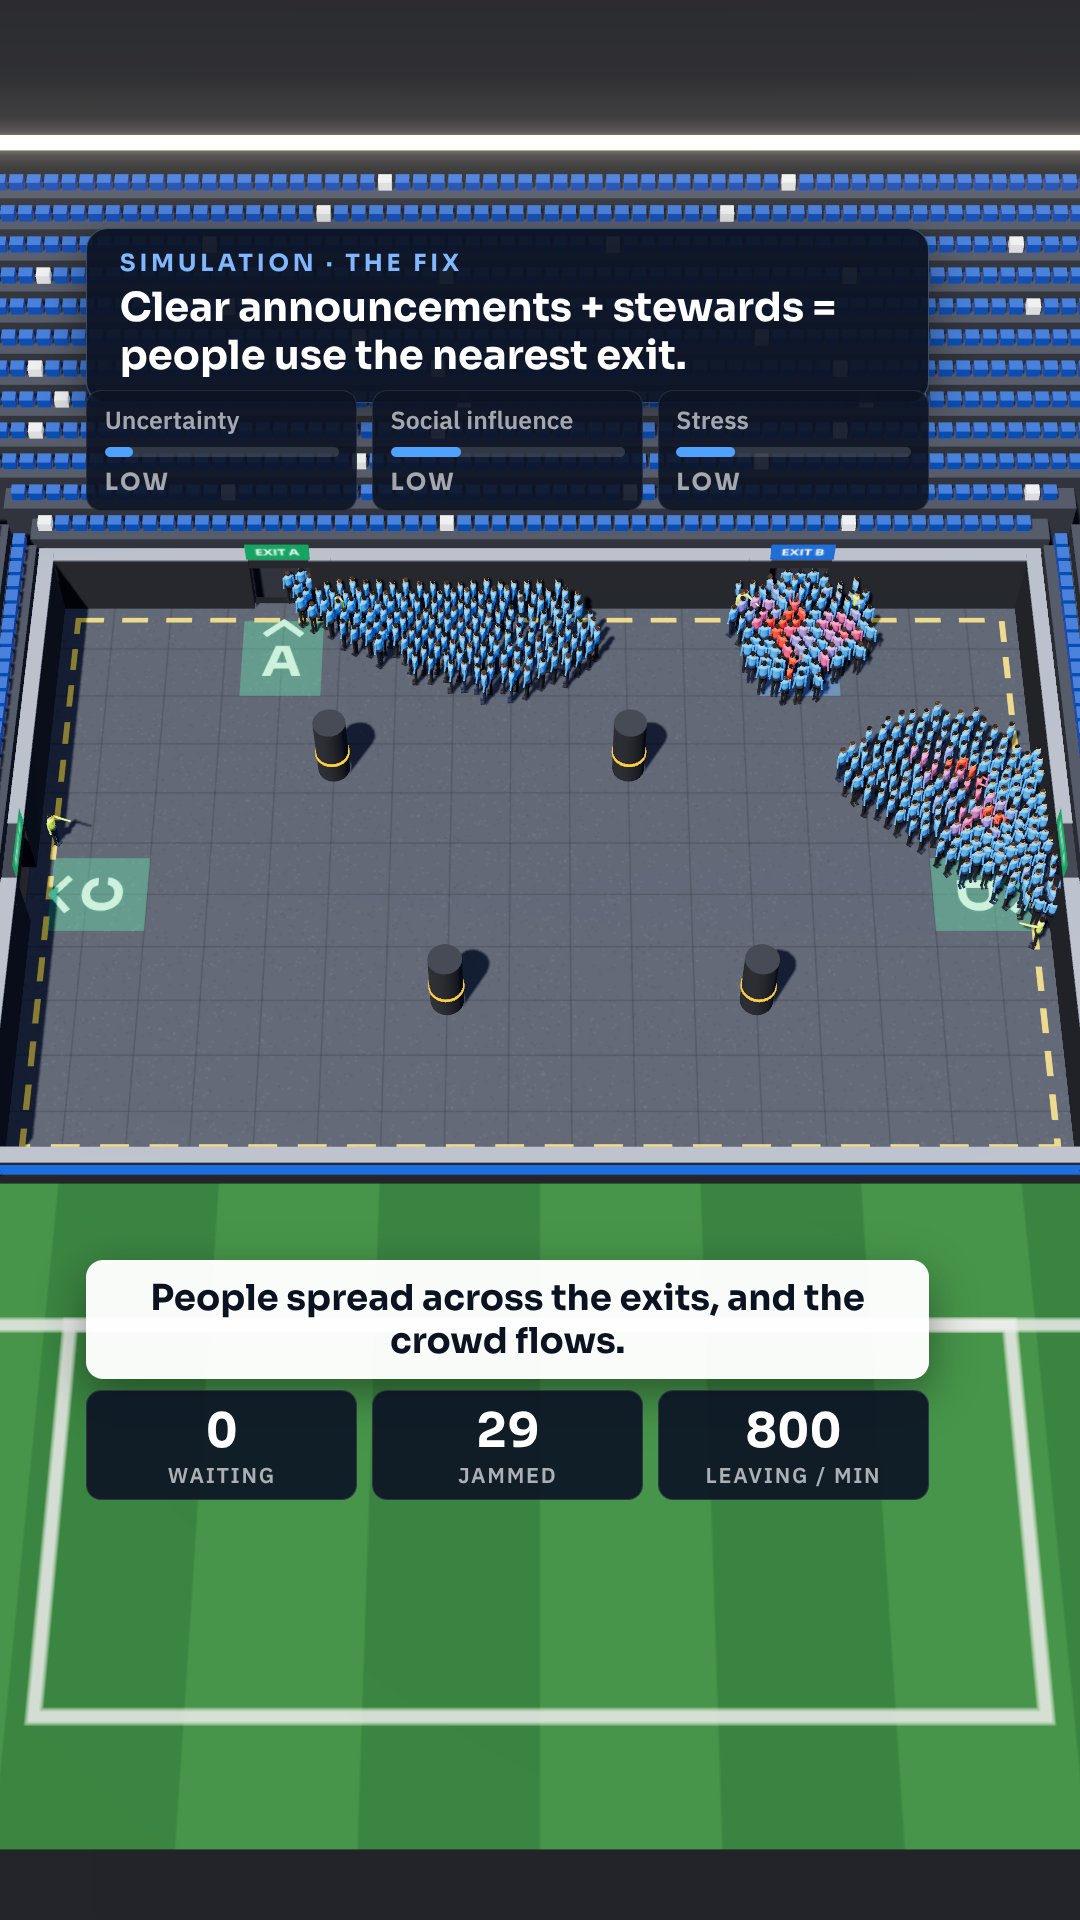 SIMULATION · THE FIX
Clear announcements + stewards =
people use the nearest exit.
Uncertainty
LOW
Social influence
LOW
Stress
LOW
EXIT A
EXIT B
A
C
D
People spread across the exits, and the
crowd flows.
0
WAITING
29
JAMMED
800
LEAVING / MIN